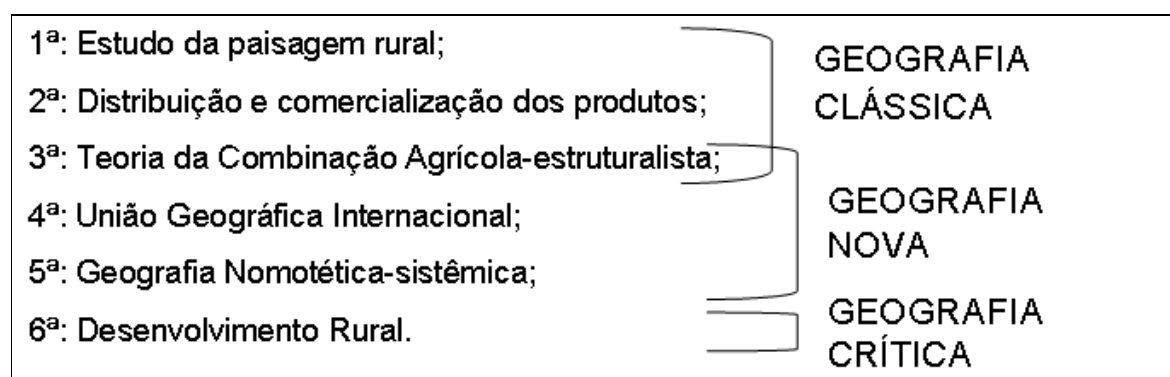 1ª: Estudo da paisagem rural;
2ª: Distribuição e comercialização dos produtos;
3ª: Teoria da Combinação Agrícola-estruturalista;
4ª: União Geográfica Internacional;
5ª: Geografia Nomotética-sistêmica;
6ª: Desenvolvimento Rural.
GEOGRAFIA
CLÁSSICA
GEOGRAFIA
NOVA
GEOGRAFIA
CRÍTICA